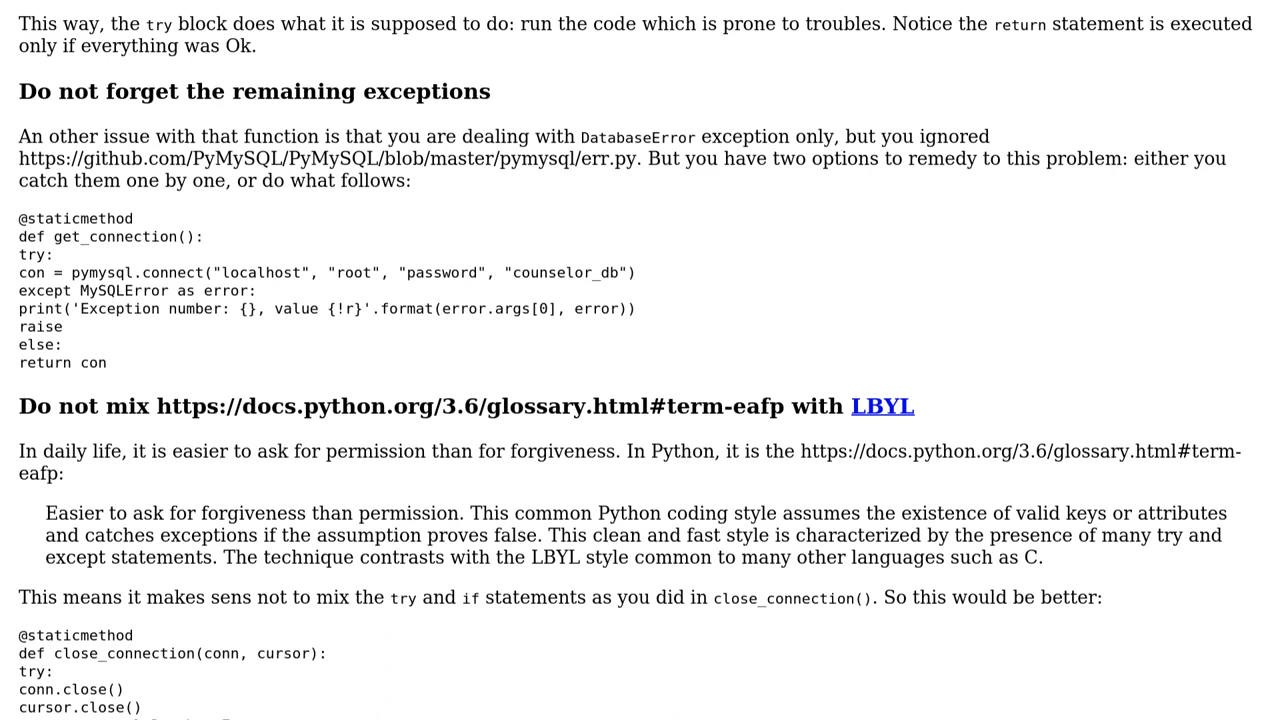 This way, the try block does what it is supposed to do: run the code which is prone to troubles. Notice the return statement is executed
only if everything was Ok.
Do not forget the remaining exceptions
An other issue with that function is that you are dealing with DatabaseError exception only, but you ignored
https://github.com/PyMySQL/PyMySQL/blob/master/pymysql/err.py. But you have two options to remedy to this problem: either you
catch them one by one, or do what follows:
@staticmethod
def get_connection():
try:
con = pymysql.connect("localhost", "root", "password", "counselor_db")
except MySQLError as error:
print('Exception number: {}, value {!r}'.format(error.args[0], error))
raise
else:
return con
Do not mix https://docs.python.org/3.6/glossary.html#term-eafp with LBYL
In daily life, it is easier to ask for permission than for forgiveness. In Python, it is the https://docs.python.org/3.6/glossary.html#term-
eafp:
Easier to ask for forgiveness than permission. This common Python coding style assumes the existence of valid keys or attributes
and catches exceptions if the assumption proves false. This clean and fast style is characterized by the presence of many try and
except statements. The technique contrasts with the LBYL style common to many other languages such as C.
This means it makes sens not to mix the try and if statements as you did in close_connection(). So this would be better:
@staticmethod
def close_connection(conn, cursor):
try:
conn.close()
cursor.close()